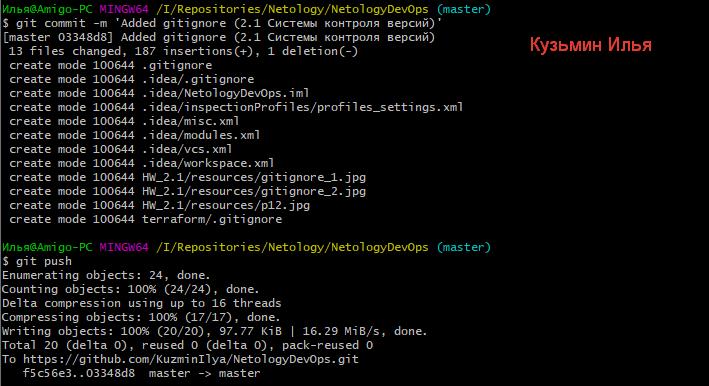 Илья@Amigo-PC MINGW64 /I/Repositories/Netology/NetologyDevOps (master)
$ git commit -m 'Added gitignore (2.1 Системы контроля версий)'
[master 03348d8] Added gitignore (2.1 Системы контроля версий)
Кузьмин Илья
13 files changed, 187 insertions(+), 1 deletion(-)
create mode 100644 .gitignore
create mode 100644 .idea/.gitignore
create mode 100644 .idea/NetologyDevOps.iml
create mode 100644 .idea/inspectionProfiles/profiles_settings.xml
create mode 100644 .idea/misc.xml
create mode 100644 .idea/modules.xml
create mode 100644 .idea/vcs.xml
create mode 100644 .idea/workspace.xml
create mode 100644 HW_2.1/resources/gitignore_1.jpg
create mode 100644 HW_2.1/resources/gitignore_2.jpg
create mode 100644 HW_2.1/resources/p12.jpg
create mode 100644 terraform/.gitignore
Илья@Amigo-PC MINGW64 /I/Repositories/Netology/NetologyDevOps (master)
$ git push
Enumerating objects: 24, done.
Counting objects: 100% (24/24), done.
Delta compression using up to 16 threads
Compressing objects: 100% (17/17), done.
Writing objects: 100% (20/20), 97.77 KiB | 16.29 MiB/s, done.
Total 20 (delta 0), reused 0 (delta 0), pack-reused 0
To https://github.com/KuzminIlya/NetologyDevOps.git
f5c56e3..03348d8  master -> master